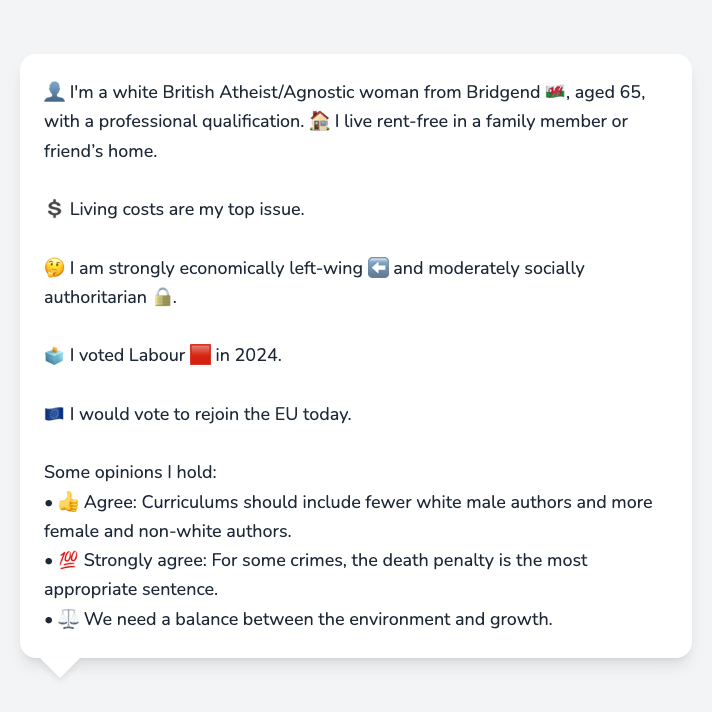 👤 I'm a white British Atheist/Agnostic woman from Bridgend 🏴󠁧󠁢󠁷󠁬󠁳󠁿, aged 65,
with a professional qualification. 🏠 I live rent-free in a family member or
friend’s home.
💲 Living costs are my top issue.
🤔 I am strongly economically left-wing ⬅️ and moderately socially
authoritarian 🔒.
🗳️ I voted Labour 🟥 in 2024.
🇪🇺 I would vote to rejoin the EU today.
Some opinions I hold:
• 👍 Agree: Curriculums should include fewer white male authors and more
female and non-white authors.
• 💯 Strongly agree: For some crimes, the death penalty is the most
appropriate sentence.
• ⚖️ We need a balance between the environment and growth.